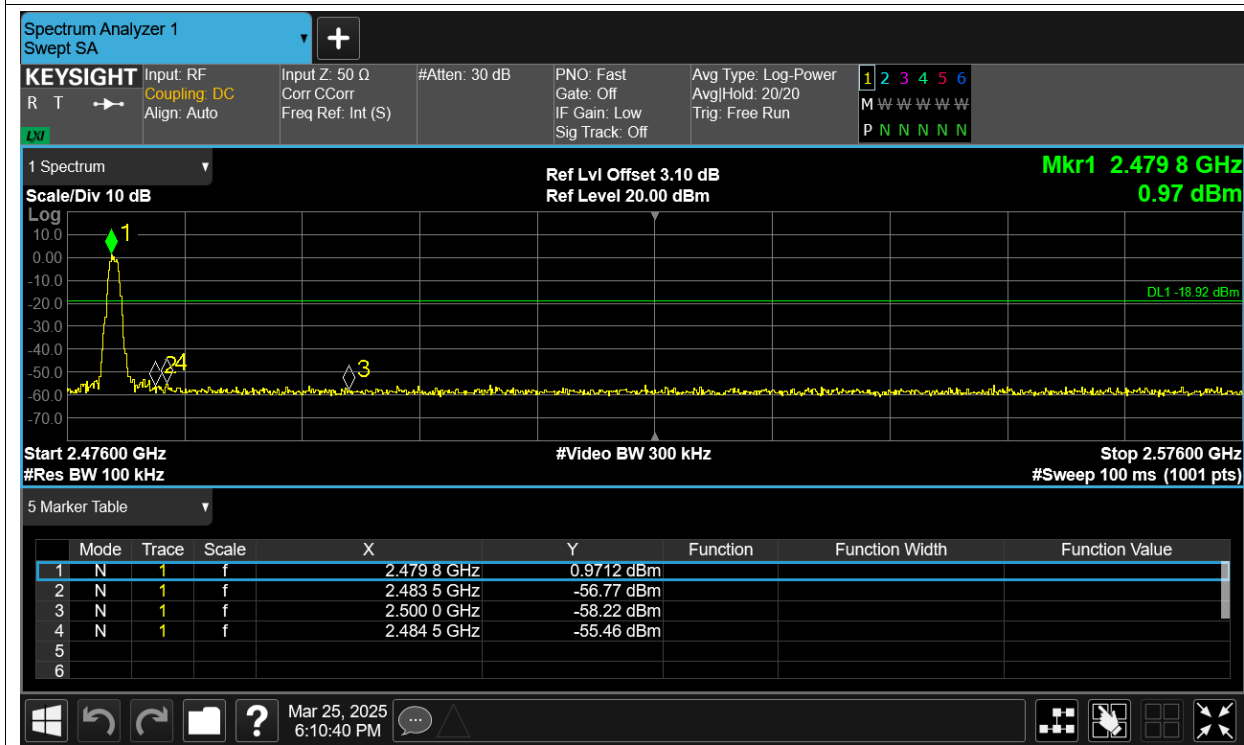 Spectrum Analyzer 1
Swept SA
KEYSIGHT
R T
LXI
Input: RF
Coupling: DC
Align: Auto
Input Z: 50 Ω
Corr CCorr
Freq Ref: Int (S)
#Atten: 30 dB
PNO: Fast
Gate: Off
IF Gain: Low
Sig Track: Off
Avg Type: Log-Power
Avg|Hold: 20/20
Trig: Free Run
1 2 3 4 5 6
M W W W W W
P N N N N N
1 Spectrum
Scale/Div 10 dB
Ref Lvl Offset 3.10 dB
Ref Level 20.00 dBm
Mkr1 2.479 8 GHz
0.97 dBm
Log
10.0
0.00
-10.0
-20.0
-30.0
-40.0
-50.0
-60.0
-70.0
1
2
4
3
DL1 -18.92 dBm
Start 2.47600 GHz
#Res BW 100 kHz
#Video BW 300 kHz
Stop 2.57600 GHz
#Sweep 100 ms (1001 pts)
5 Marker Table
Mode Trace Scale X Y Function Function Width Function Value
1 N 1 f 2.479 8 GHz 0.9712 dBm
2 N 1 f 2.483 5 GHz -56.77 dBm
3 N 1 f 2.500 0 GHz -58.22 dBm
4 N 1 f 2.484 5 GHz -55.46 dBm
5
6
?
Mar 25, 2025
6:10:40 PM